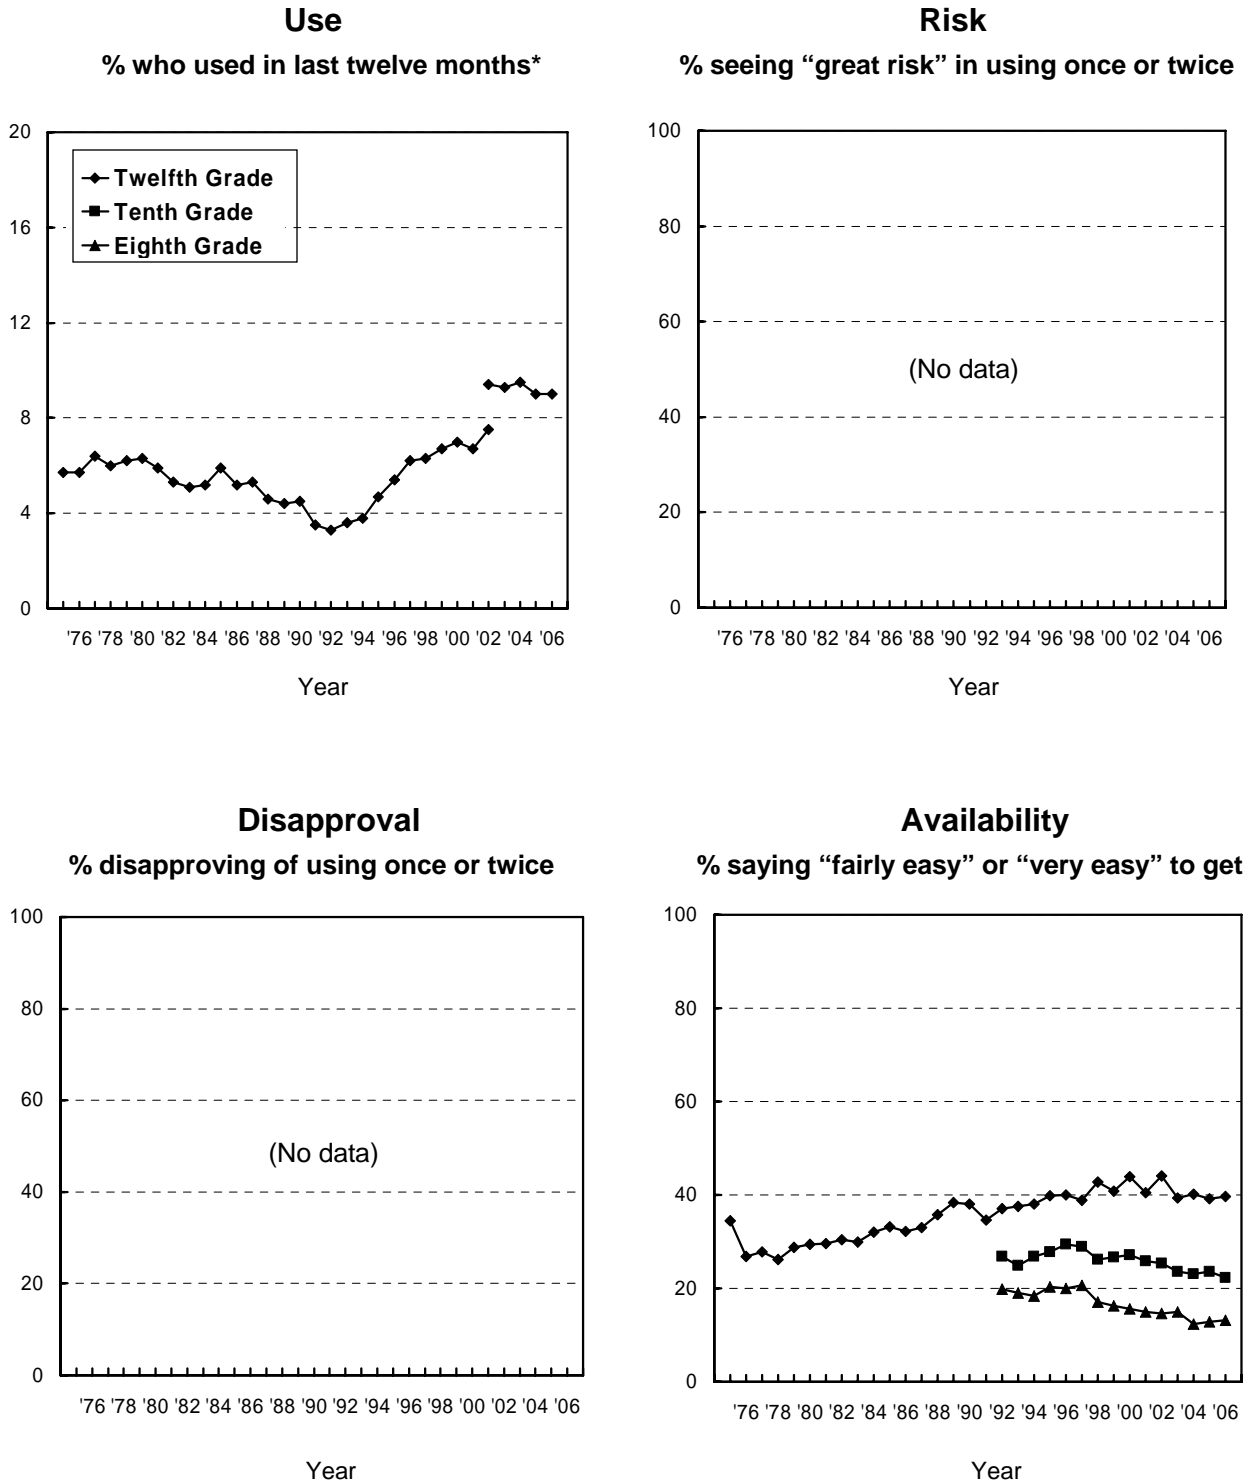 Use
% who used in last twelve months*
20
16
12
8
4
0
Twelfth Grade
Tenth Grade
Eighth Grade
'76 '78 '80 '82 '84 '86 '88 '90 '92 '94 '96 '98 '00 '02 '04 '06
Year
Risk
% seeing “great risk” in using once or twice
100
80
60
40
20
0
(No data)
'76 '78 '80 '82 '84 '86 '88 '90 '92 '94 '96 '98 '00 '02 '04 '06
Year
Disapproval
% disapproving of using once or twice
100
80
60
40
20
0
(No data)
'76 '78 '80 '82 '84 '86 '88 '90 '92 '94 '96 '98 '00 '02 '04 '06
Year
Availability
% saying “fairly easy” or “very easy” to get
100
80
60
40
20
0
'76 '78 '80 '82 '84 '86 '88 '90 '92 '94 '96 '98 '00 '02 '04 '06
Year